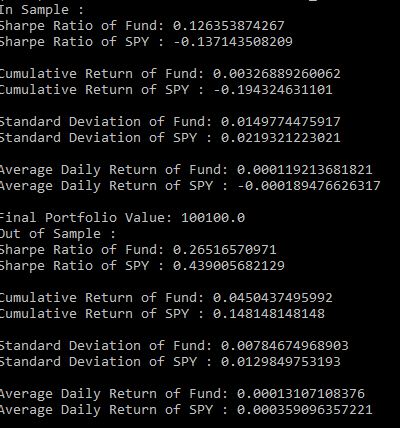 In Sample :
Sharpe Ratio of Fund: 0.126353874267
Sharpe Ratio of SPY : -0.137143508209
Cumulative Return of Fund: 0.00326889260062
Cumulative Return of SPY : -0.194324631101
Standard Deviation of Fund: 0.0149774475917
Standard Deviation of SPY : 0.0219321223021
Average Daily Return of Fund: 0.000119213681821
Average Daily Return of SPY : -0.000189476626317
Final Portfolio Value: 100100.0
Out of Sample :
Sharpe Ratio of Fund: 0.26516570971
Sharpe Ratio of SPY : 0.439005682129
Cumulative Return of Fund: 0.0450437495992
Cumulative Return of SPY : 0.148148148148
Standard Deviation of Fund: 0.00784674968903
Standard Deviation of SPY : 0.0129849753193
Average Daily Return of Fund: 0.00013107108376
Average Daily Return of SPY : 0.000359096357221